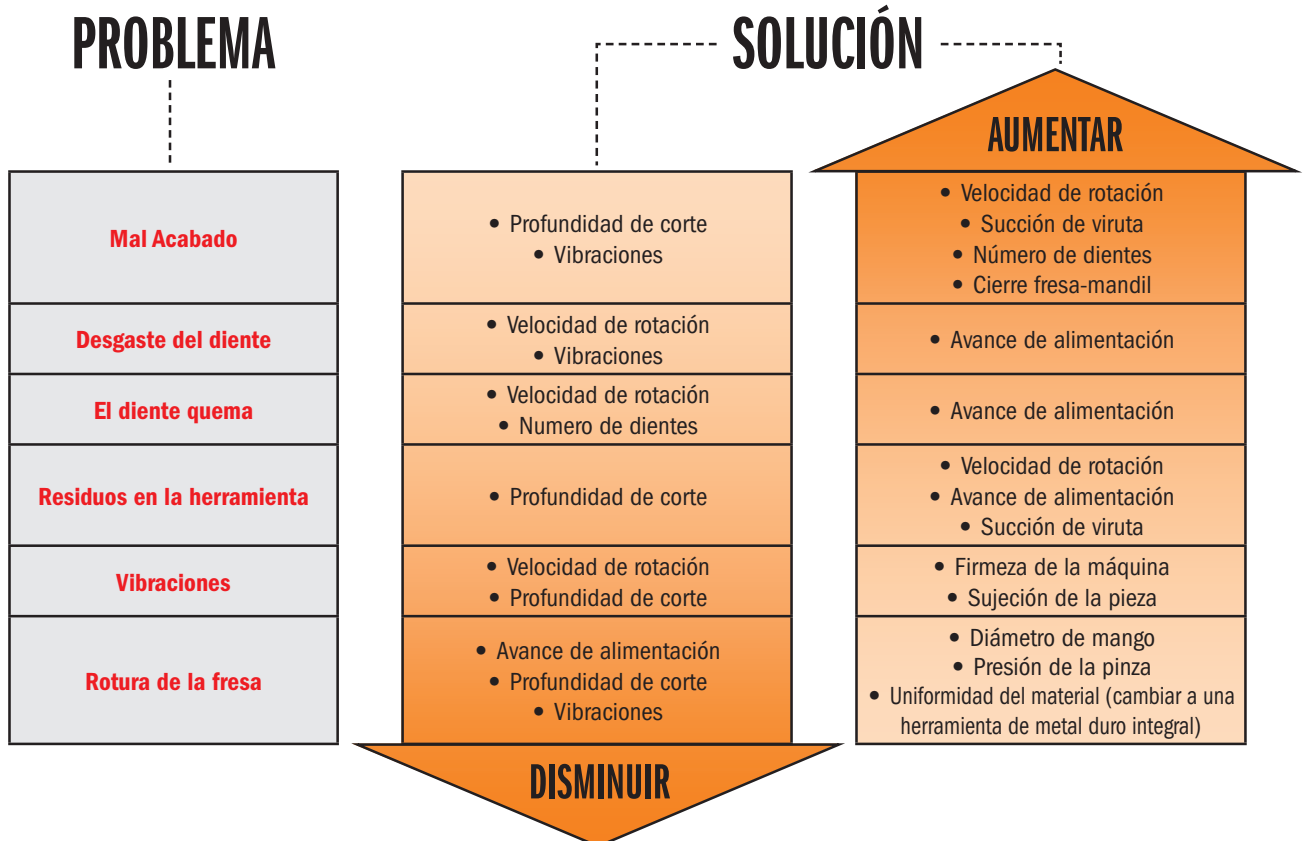 PROBLEMA
SOLUCIÓN
AUMENTAR
Mal Acabado
• Profundidad de corte
• Vibraciones
• Velocidad de rotación
• Succión de viruta
• Número de dientes
• Cierre fresa-mandil
Desgaste del diente
• Velocidad de rotación
• Vibraciones
• Avance de alimentación
El diente quema
• Velocidad de rotación
• Numero de dientes
• Avance de alimentación
Residuos en la herramienta
• Profundidad de corte
• Velocidad de rotación
• Avance de alimentación
• Succión de viruta
Vibraciones
• Velocidad de rotación
• Profundidad de corte
• Firmeza de la máquina
• Sujeción de la pieza
Rotura de la fresa
• Avance de alimentación
• Profundidad de corte
• Vibraciones
• Diámetro de mango
• Presión de la pinza
• Uniformidad del material (cambiar a una
herramienta de metal duro integral)
DISMINUIR